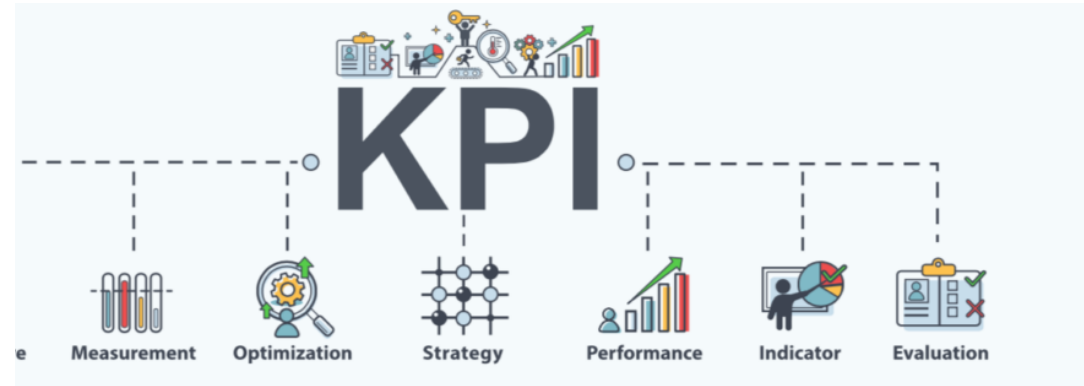 KPI
Measurement
Optimization
Strategy
Performance
Indicator
Evaluation